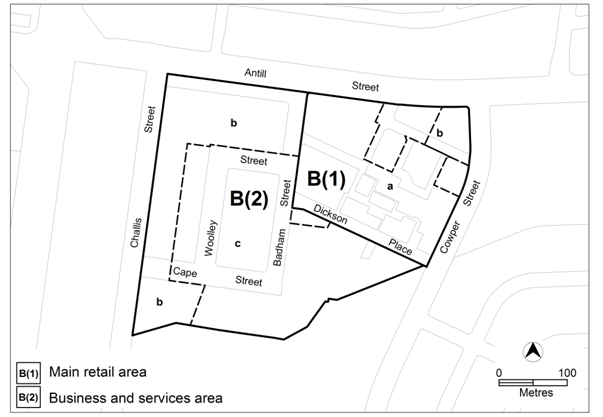 Antill
Street
Street
b
b
Street
B(1)
B(2)
a
Street
Street
Dickson
Challis
Woolley
c
Badham
Place
Cowper
Cape
Street
b
B(1) Main retail area
B(2) Business and services area
0 100
Metres